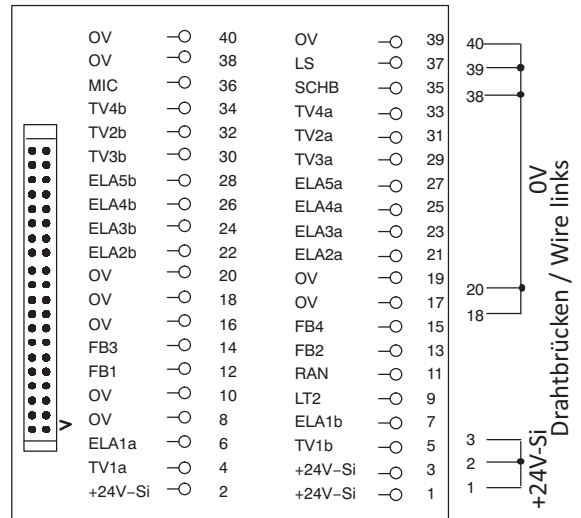 OV 40 OV 39
OV 38 LS 37
MIC 36 SCHB 35
TV4b 34 TV4a 33
TV2b 32 TV2a 31
TV3b 30 TV3a 29
ELA5b 28 ELA5a 27
ELA4b 26 ELA4a 25
ELA3b 24 ELA3a 23
ELA2b 22 ELA2a 21
OV 20 OV 19
OV 18 OV 17
OV 16 FB4 15
FB3 14 FB2 13
FB1 12 RAN 11
OV 10 LT2 9
OV 8 ELA1b 7
ELA1a 6 TV1b 5
TV1a 4 +24V–Si 3
+24V–Si 2 +24V–Si 1
40
39
38
20
18
0V
3
2
1
+24V-Si
Drahtbrücken / Wire links